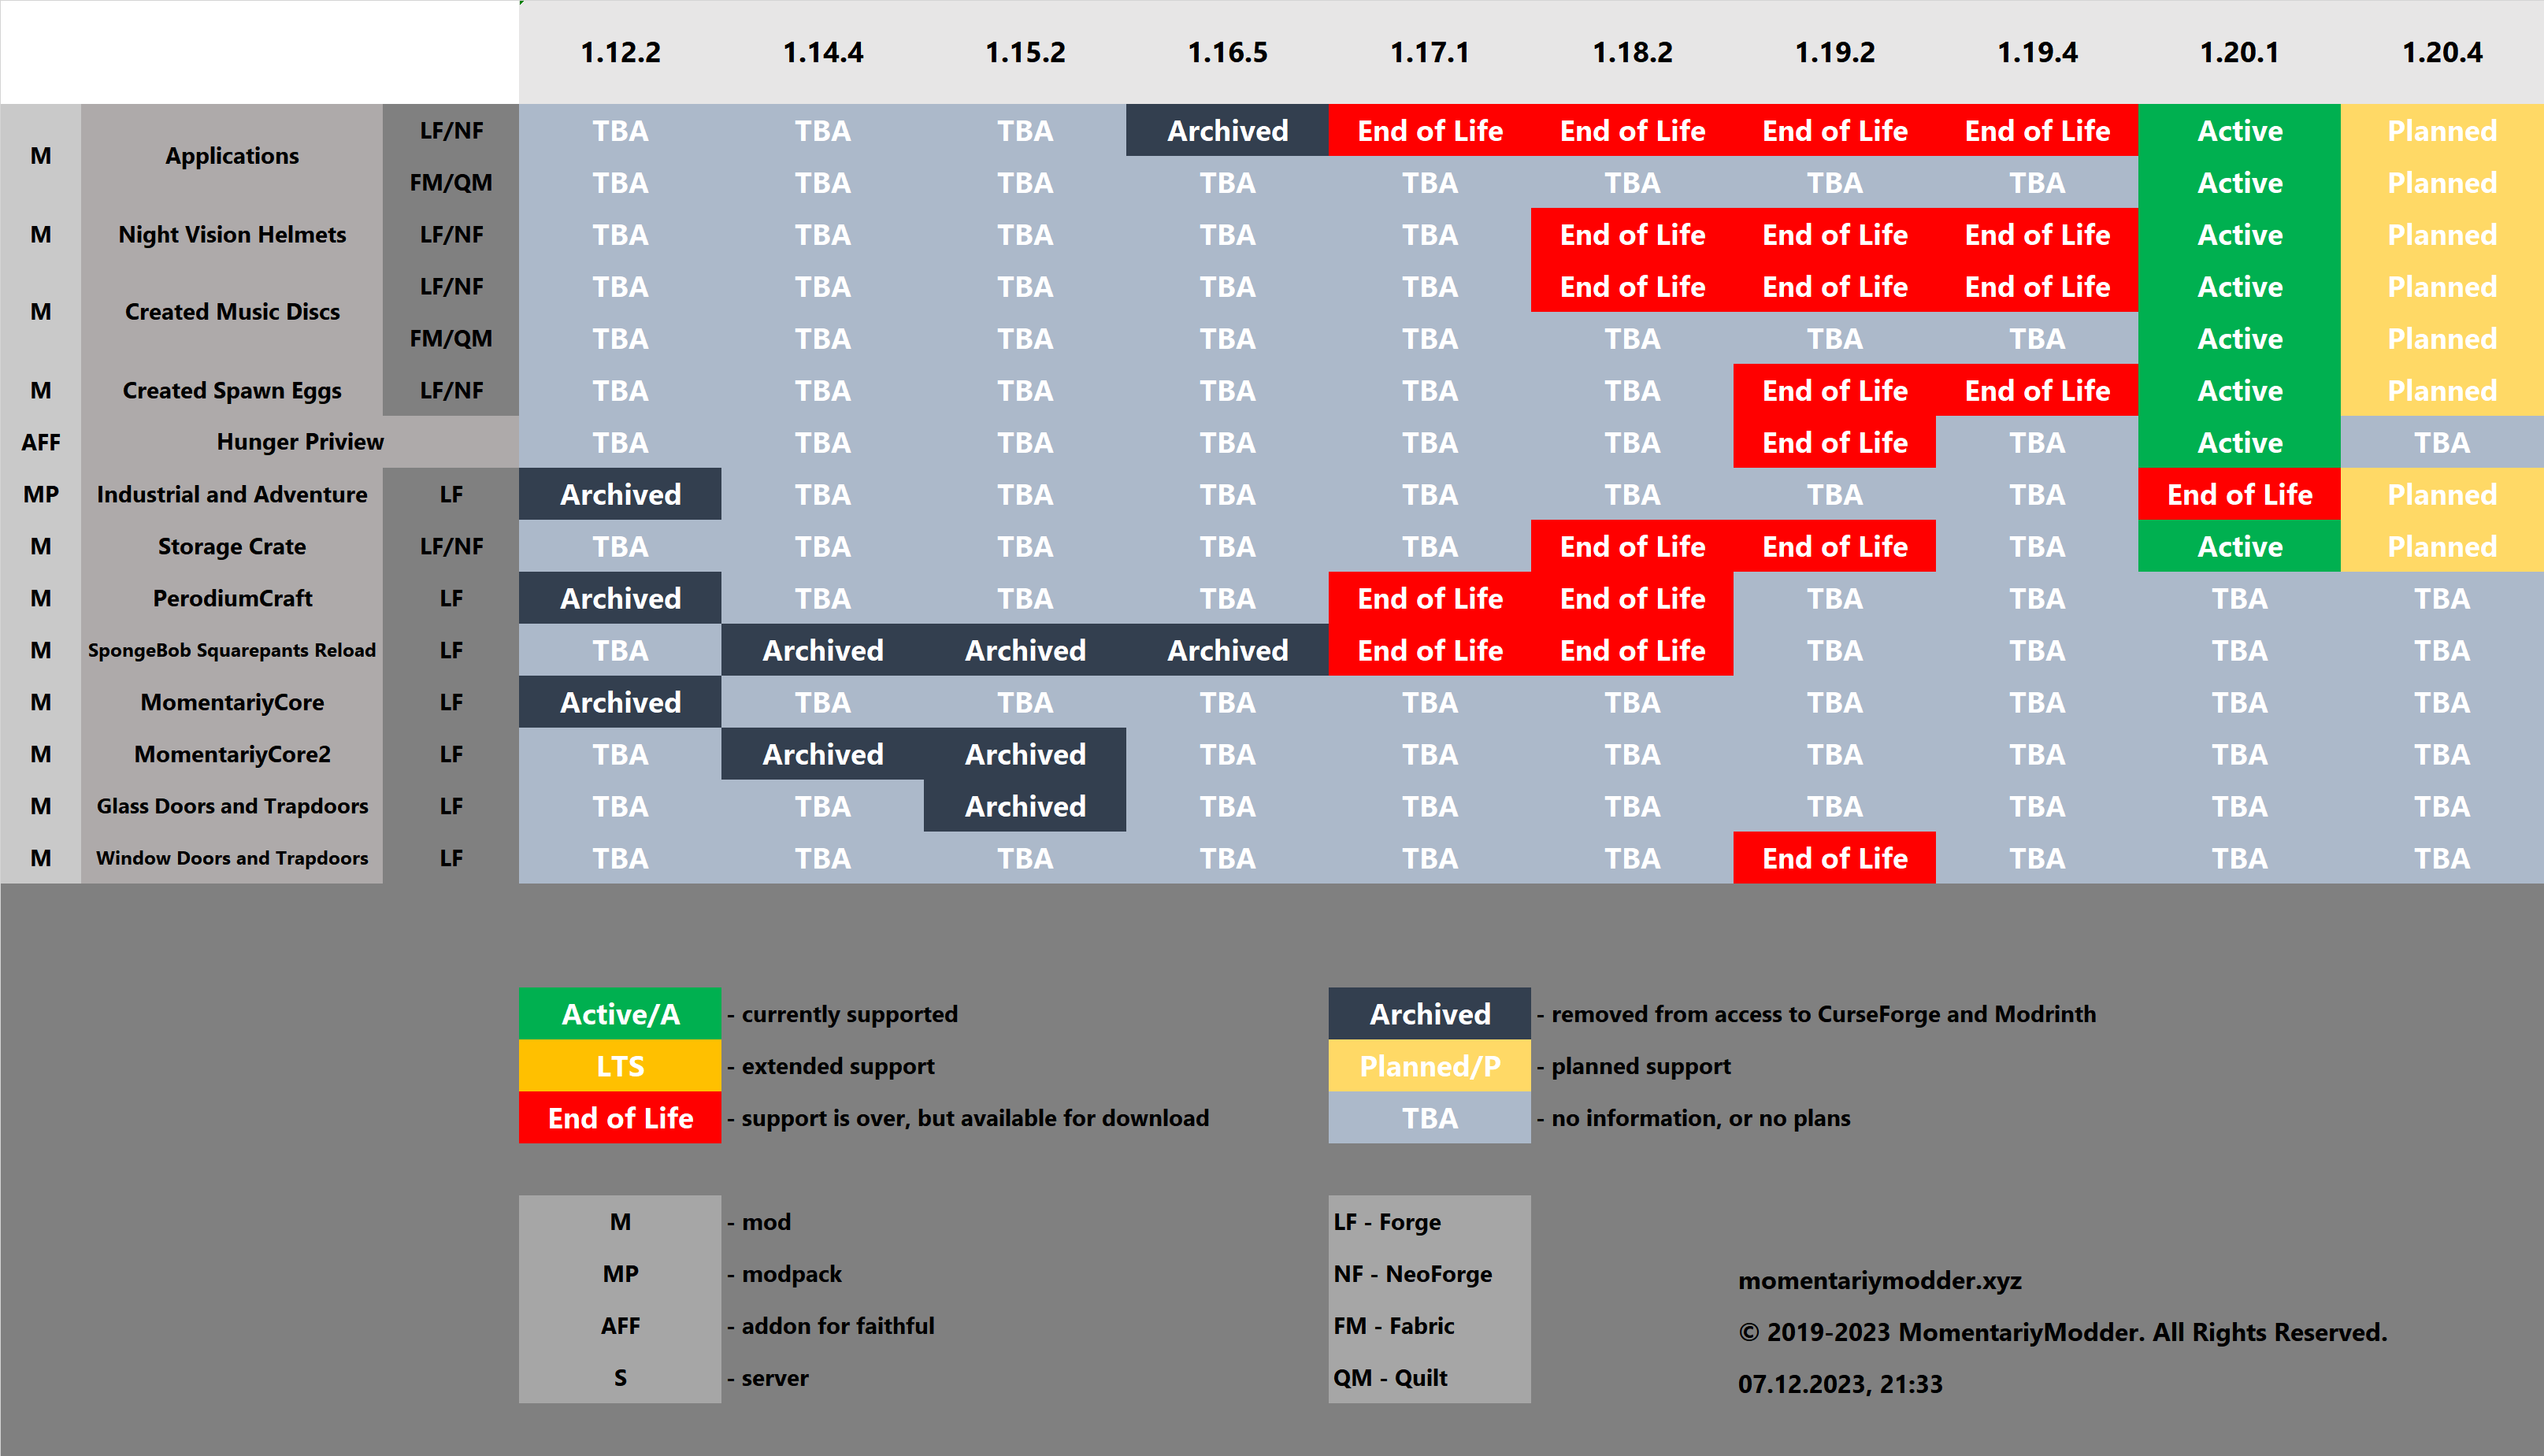 1.12.2 1.14.4 1.15.2 1.16.5 1.17.1 1.18.2 1.19.2 1.19.4 1.20.1 1.20.4
M Applications LF/NF TBA TBA TBA Archived End of Life End of Life End of Life End of Life Active Planned
FM/QM TBA TBA TBA TBA TBA TBA TBA TBA Active Planned
M Night Vision Helmets LF/NF TBA TBA TBA TBA TBA End of Life End of Life End of Life Active Planned
M Created Music Discs LF/NF TBA TBA TBA TBA TBA End of Life End of Life End of Life Active Planned
FM/QM TBA TBA TBA TBA TBA TBA TBA TBA Active Planned
M Created Spawn Eggs LF/NF TBA TBA TBA TBA TBA TBA End of Life End of Life Active Planned
AFF Hunger Priview TBA TBA TBA TBA TBA TBA End of Life TBA Active TBA
MP Industrial and Adventure LF Archived TBA TBA TBA TBA TBA TBA TBA End of Life Planned
M Storage Crate LF/NF TBA TBA TBA TBA TBA End of Life End of Life TBA Active Planned
M PerodiumCraft LF Archived TBA TBA TBA End of Life End of Life TBA TBA TBA TBA
M SpongeBob Squarepants Reload LF TBA Archived Archived Archived End of Life End of Life TBA TBA TBA TBA
M MomentariyCore LF Archived TBA TBA TBA TBA TBA TBA TBA TBA TBA
M MomentariyCore2 LF TBA Archived Archived TBA TBA TBA TBA TBA TBA TBA
M Glass Doors and Trapdoors LF TBA TBA Archived TBA TBA TBA TBA TBA TBA TBA
M Window Doors and Trapdoors LF TBA TBA TBA TBA TBA TBA End of Life TBA TBA TBA
Active/A - currently supported
LTS - extended support
End of Life - support is over, but available for download
Archived - removed from access to CurseForge and Modrinth
Planned/P - planned support
TBA - no information, or no plans
M - mod
MP - modpack
AFF - addon for faithful
S - server
LF - Forge
NF - NeoForge
FM - Fabric
QM - Quilt
momentariymodder.xyz
© 2019-2023 MomentariyModder. All Rights Reserved.
07.12.2023, 21:33